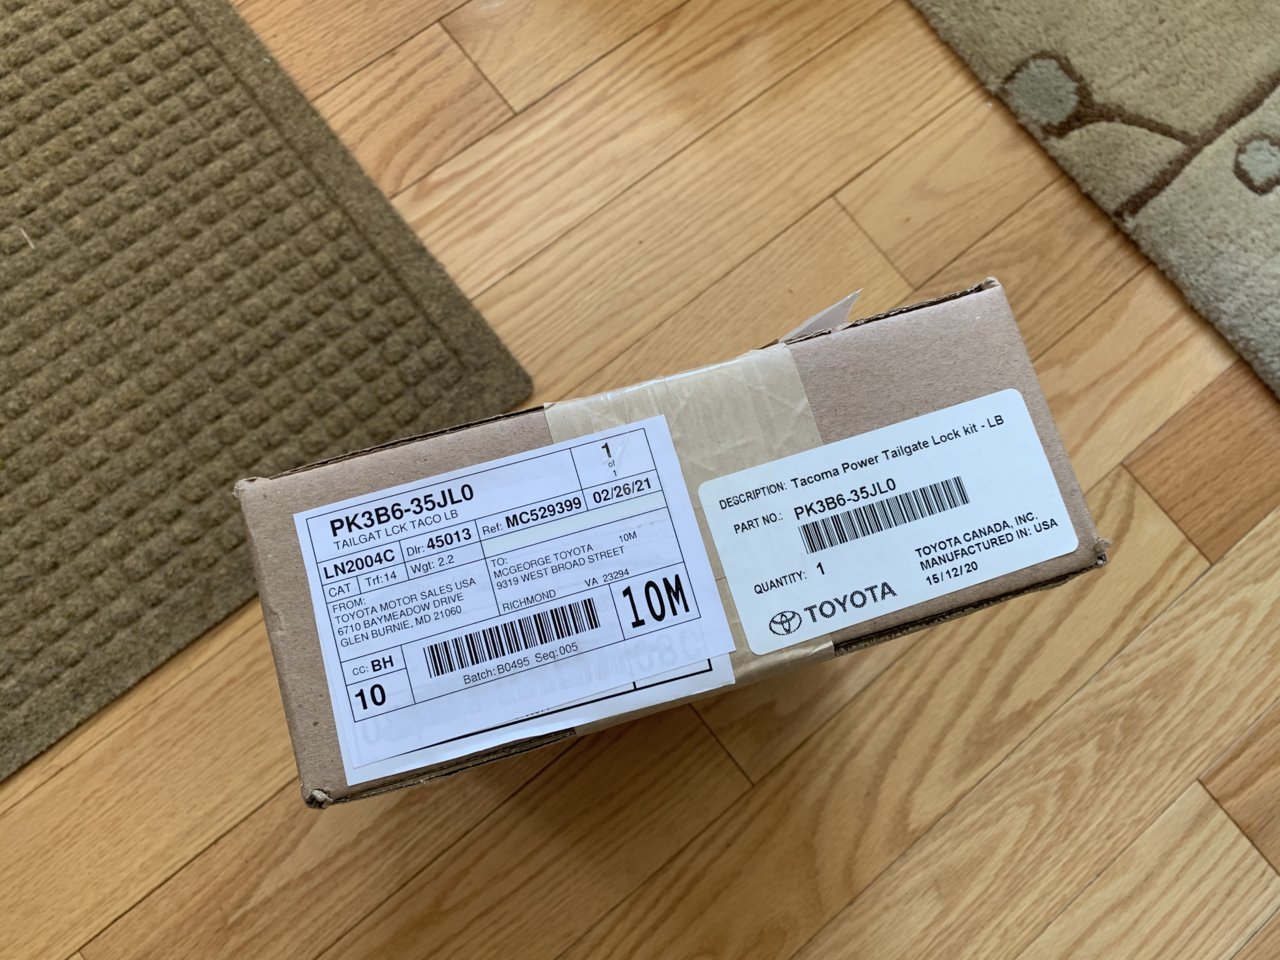 PK3B6-35JL0
TAILGAT LCK TACO LB
1
of
1
LN2004C
Dlr: 45013
Ref: MC529399
02/26/21
CAT
Trf: 14
Wgt: 2.2
FROM:
TOYOTA MOTOR SALES USA
6710 BAYMEADOW DRIVE
GLEN BURNIE, MD 21060
TO:
10M
MCGEORGE TOYOTA
9319 WEST BROAD STREET
RICHMOND VA 23294
CC: BH
10
10M
Batch: B0495 Seq: 005
DESCRIPTION: Tacoma Power Tailgate Lock kit - LB
PART NO.: PK3B6-35JL0
QUANTITY: 1
TOYOTA CANADA, INC.
MANUFACTURED IN: USA
15/12/20
TOYOTA